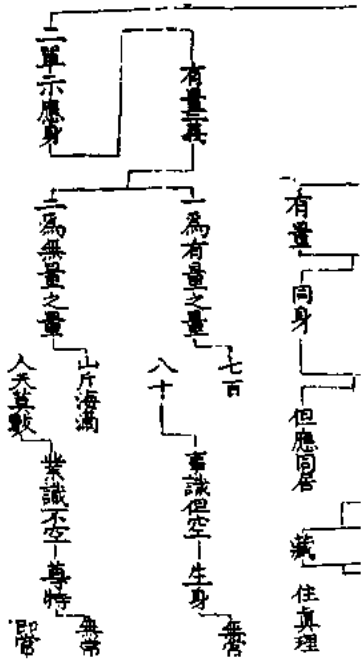 有量 同身 但應同居 藏 住真理
有量二義
一為有量之量
七百
八十
事識但空 生身
無常
二單示應身
二為無量之量
山斤海滴
人天莫數
業識不空 尊特
無常
即常